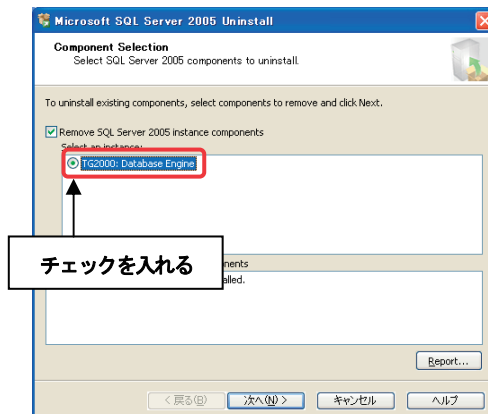 Microsoft SQL Server 2005 Uninstall
Component Selection
Select SQL Server 2005 components to uninstall.
To uninstall existing components, select components to remove and click Next.
Remove SQL Server 2005 instance components
Select an instance:
TG2000: Database Engine
チェックを入れる
nents
alled.
Report...
< 戻る(B)
次へ(N) >
キャンセル
ヘルプ